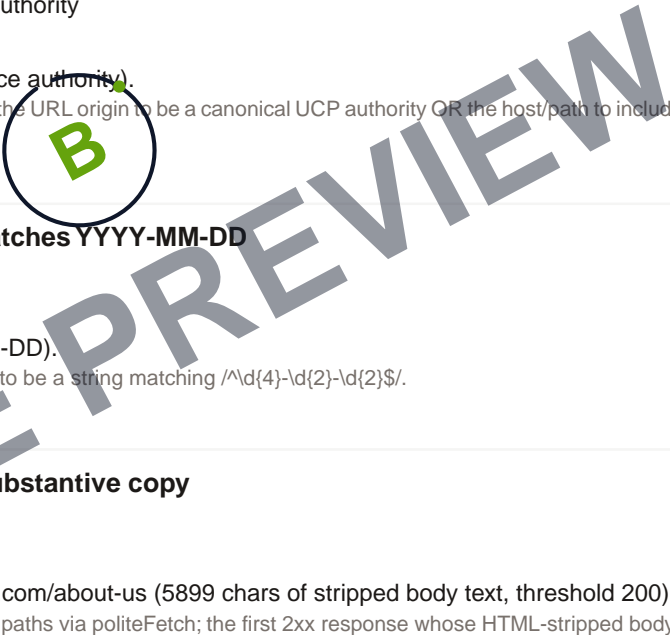 uthority
ce authority).
the URL origin to be a canonical UCP authority OR the host/path to includ
B
tches YYYY-MM-DD
-DD).
to be a string matching /^\d{4}-\d{2}-\d{2}$/.
E PREVIEW
bstantive copy
com/about-us (5899 chars of stripped body text, threshold 200)
paths via politeFetch; the first 2xx response whose HTML-stripped body